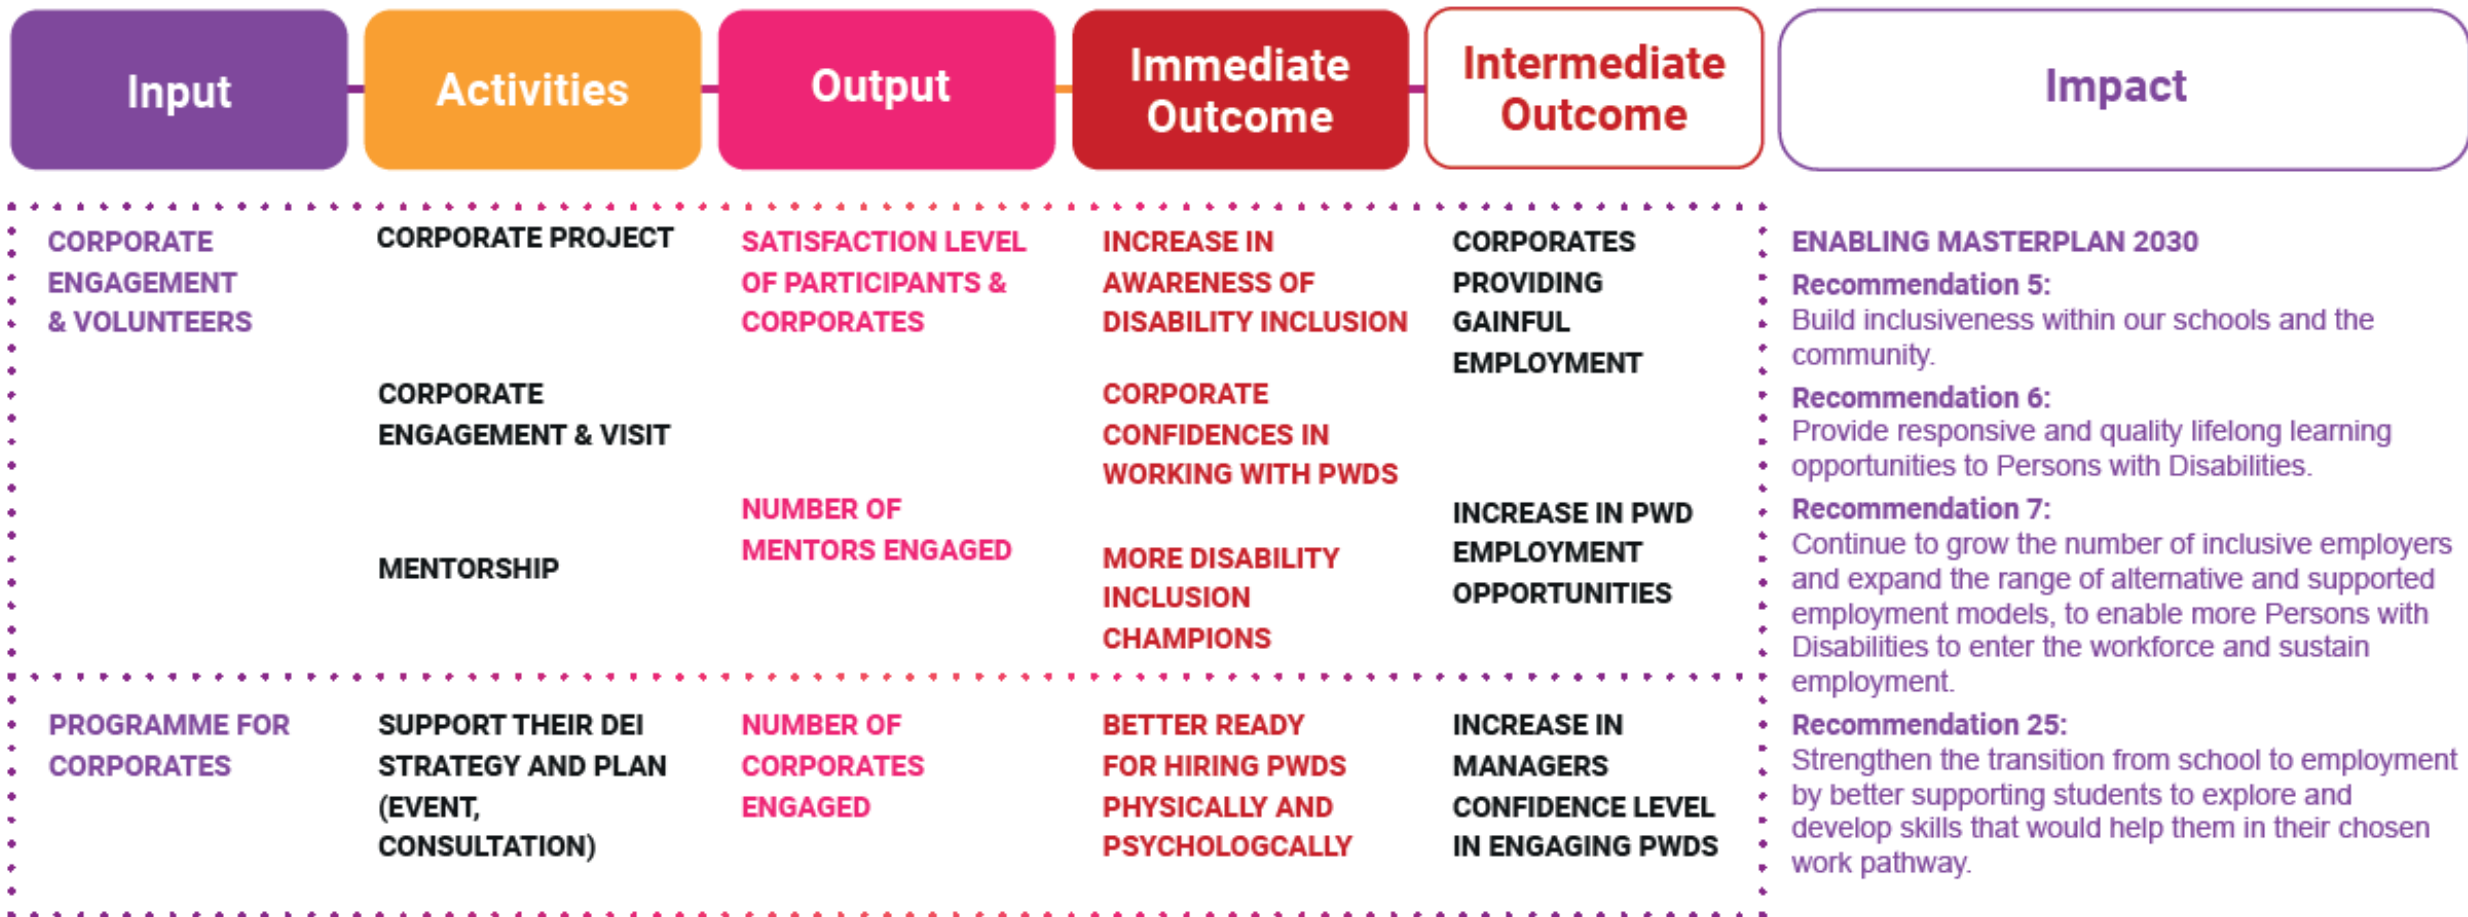 Input
Activities
Output
Immediate
Outcome
Intermediate
Outcome
Impact
CORPORATE
ENGAGEMENT
& VOLUNTEERS
CORPORATE PROJECT
CORPORATE
ENGAGEMENT & VISIT
MENTORSHIP
SATISFACTION LEVEL
OF PARTICIPANTS &
CORPORATES
NUMBER OF
MENTORS ENGAGED
INCREASE IN
AWARENESS OF
DISABILITY INCLUSION
CORPORATE
CONFIDENCES IN
WORKING WITH PWDS
MORE DISABILITY
INCLUSION
CHAMPIONS
CORPORATES
PROVIDING
GAINFUL
EMPLOYMENT
INCREASE IN PWD
EMPLOYMENT
OPPORTUNITIES
PROGRAMME FOR
CORPORATES
SUPPORT THEIR DEI
STRATEGY AND PLAN
(EVENT,
CONSULTATION)
NUMBER OF
CORPORATES
ENGAGED
BETTER READY
FOR HIRING PWDS
PHYSICALLY AND
PSYCHOLOGCALLY
INCREASE IN
MANAGERS
CONFIDENCE LEVEL
IN ENGAGING PWDS
ENABLING MASTERPLAN 2030
Recommendation 5:
Build inclusiveness within our schools and the
community.
Recommendation 6:
Provide responsive and quality lifelong learning
opportunities to Persons with Disabilities.
Recommendation 7:
Continue to grow the number of inclusive employers
and expand the range of alternative and supported
employment models, to enable more Persons with
Disabilities to enter the workforce and sustain
employment.
Recommendation 25:
Strengthen the transition from school to employment
by better supporting students to explore and
develop skills that would help them in their chosen
work pathway.